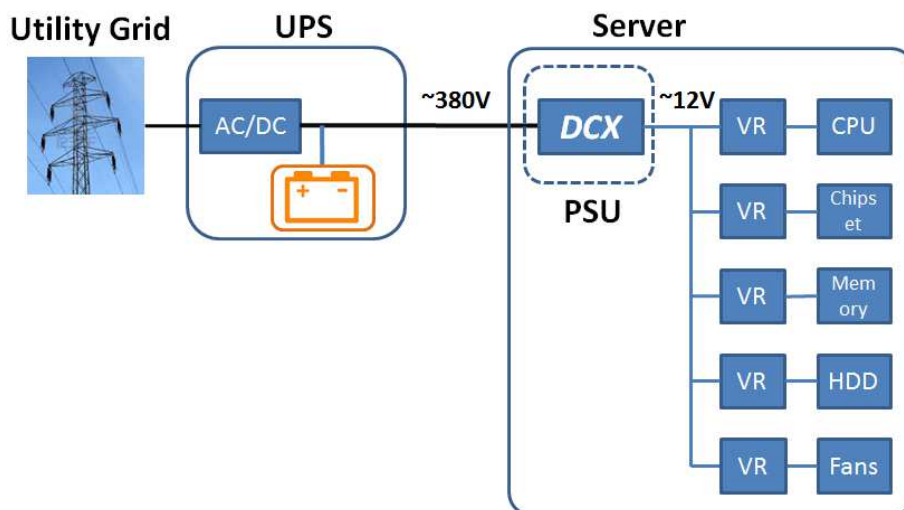 Utility Grid
UPS
Server
~380V
~12V
AC/DC
DCX
VR
CPU
+ -
PSU
VR
Chips
et
VR
Mem
ory
VR
HDD
VR
Fans